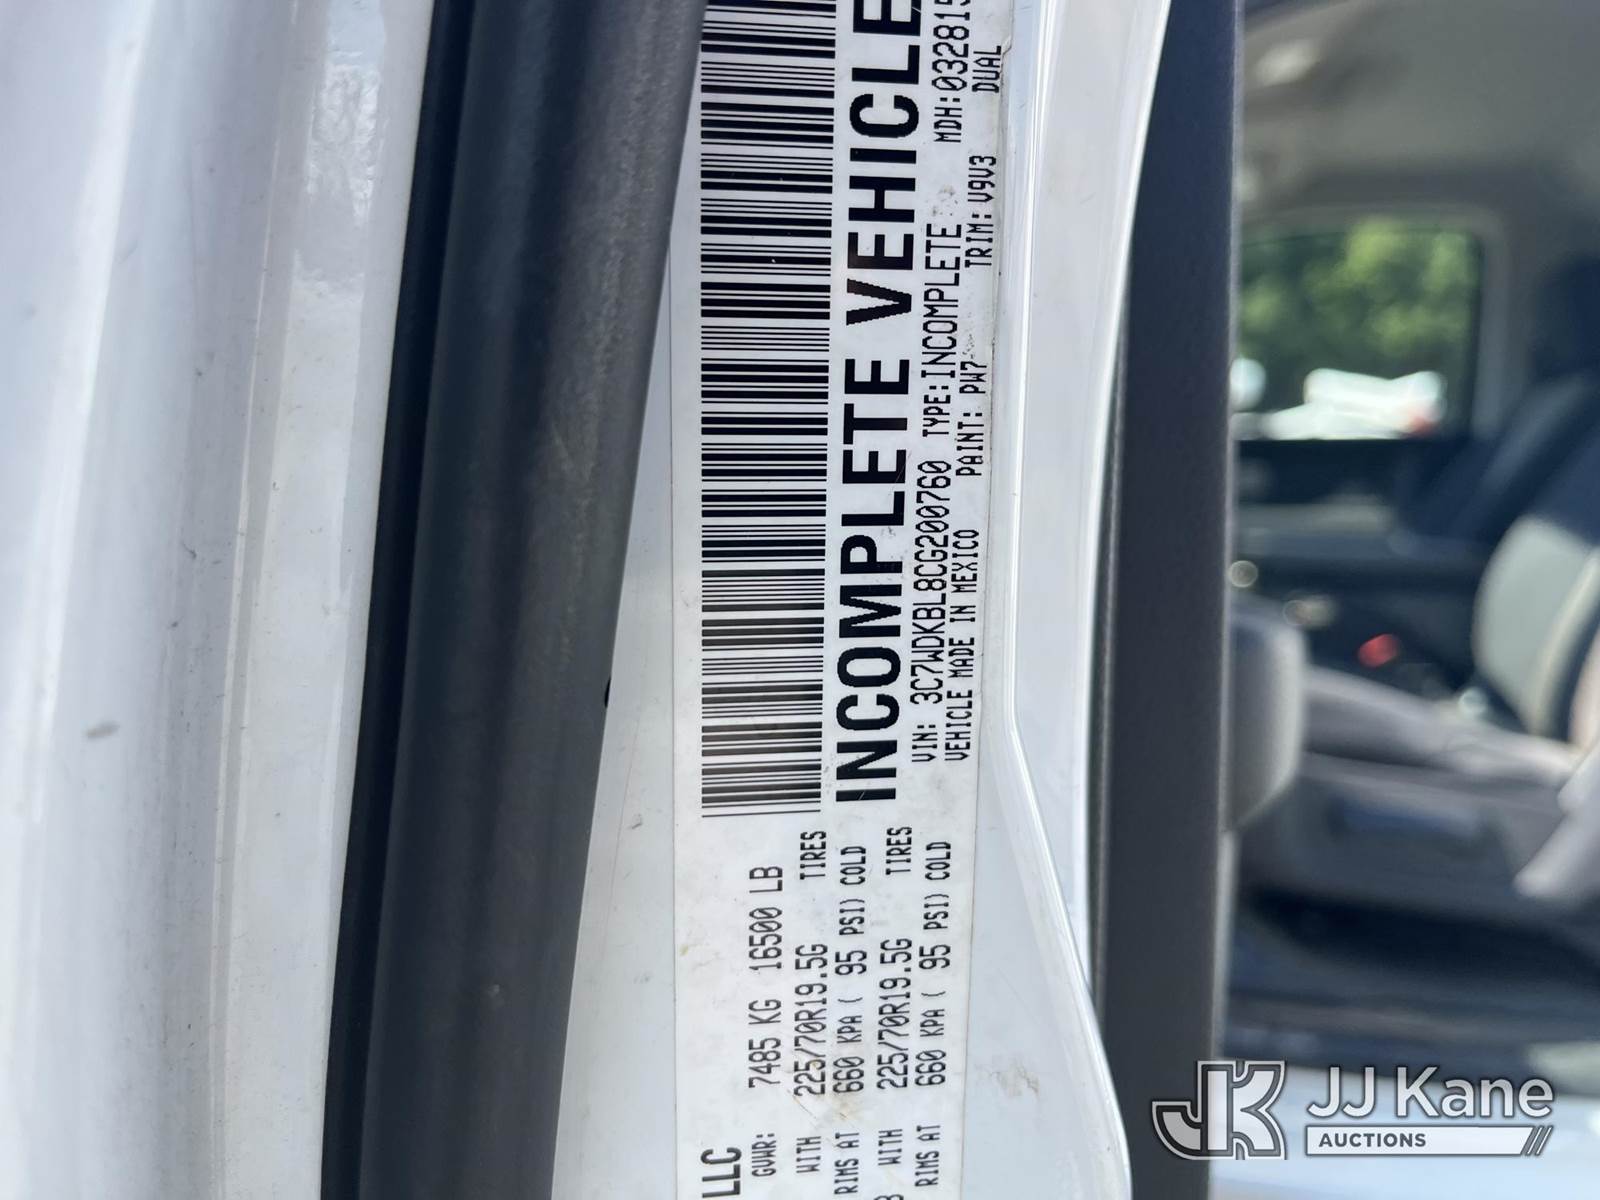 LLC
GVWR: 7485 KG 16500 LB
WITH 225/70R19.5G TIRES
RIMS AT 660 KPA ( 95 PSI) COLD
WITH 225/70R19.5G TIRES
RIMS AT 660 KPA ( 95 PSI) COLD
INCOMPLETE VEHICLE
VIN: 3C7WDKBL8CG200760 TYPE:INCOMPLETE MDH:032815
VEHICLE MADE IN MEXICO PAINT: PW7 TRIM: V9V3 DUAL
JK JJ Kane
AUCTIONS